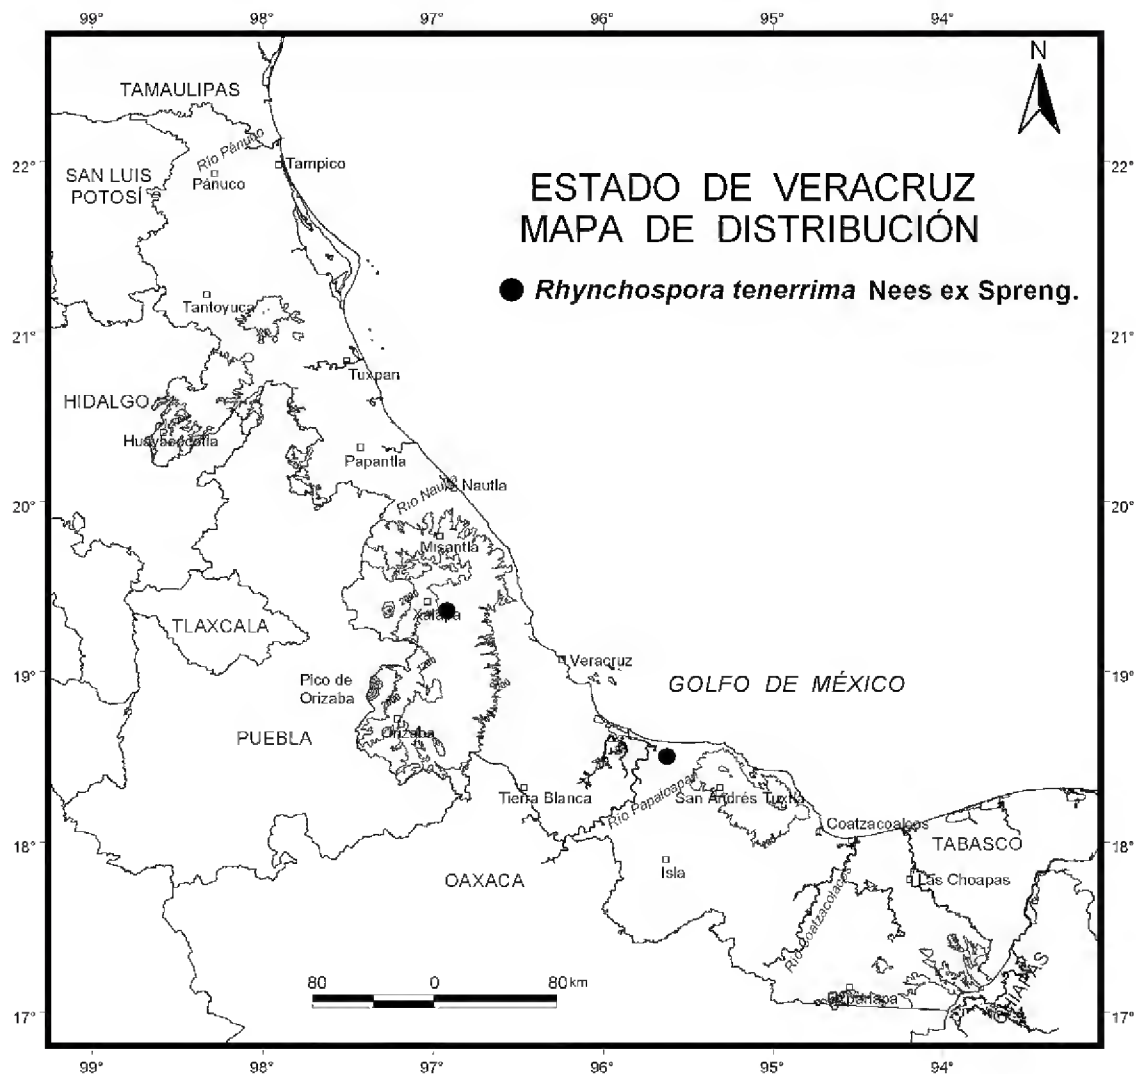 99° 98° 97° 96° 95° 94°
N
TAMAULIPAS
Río Pánuco
22° Tampico 22°
SAN LUIS
POTOSÍ
Pánuco
ESTADO DE VERACRUZ
MAPA DE DISTRIBUCIÓN
Rhynchospora tenerrima Nees ex Spreng.
Tantoyuca
21° 21°
Tuxpan
HIDALGO
Huayacocotla
Papantla
Río Nautla
Nautla
20° 20°
Misantla
Xalapa
TLAXCALA
Veracruz
19° 19°
Pico de
Orizaba
GOLFO DE MÉXICO
Orizaba
PUEBLA
Río Papaloapan
Tierra Blanca
San Andrés Tuxtla
Coatzacoalcos
18° 18°
TABASCO
Isla
OAXACA
Las Choapas
Río Coatzacoalcos
CHIAPAS
80 0 80 km
Uxpanapa
17° 17°
99° 98° 97° 96° 95° 94°